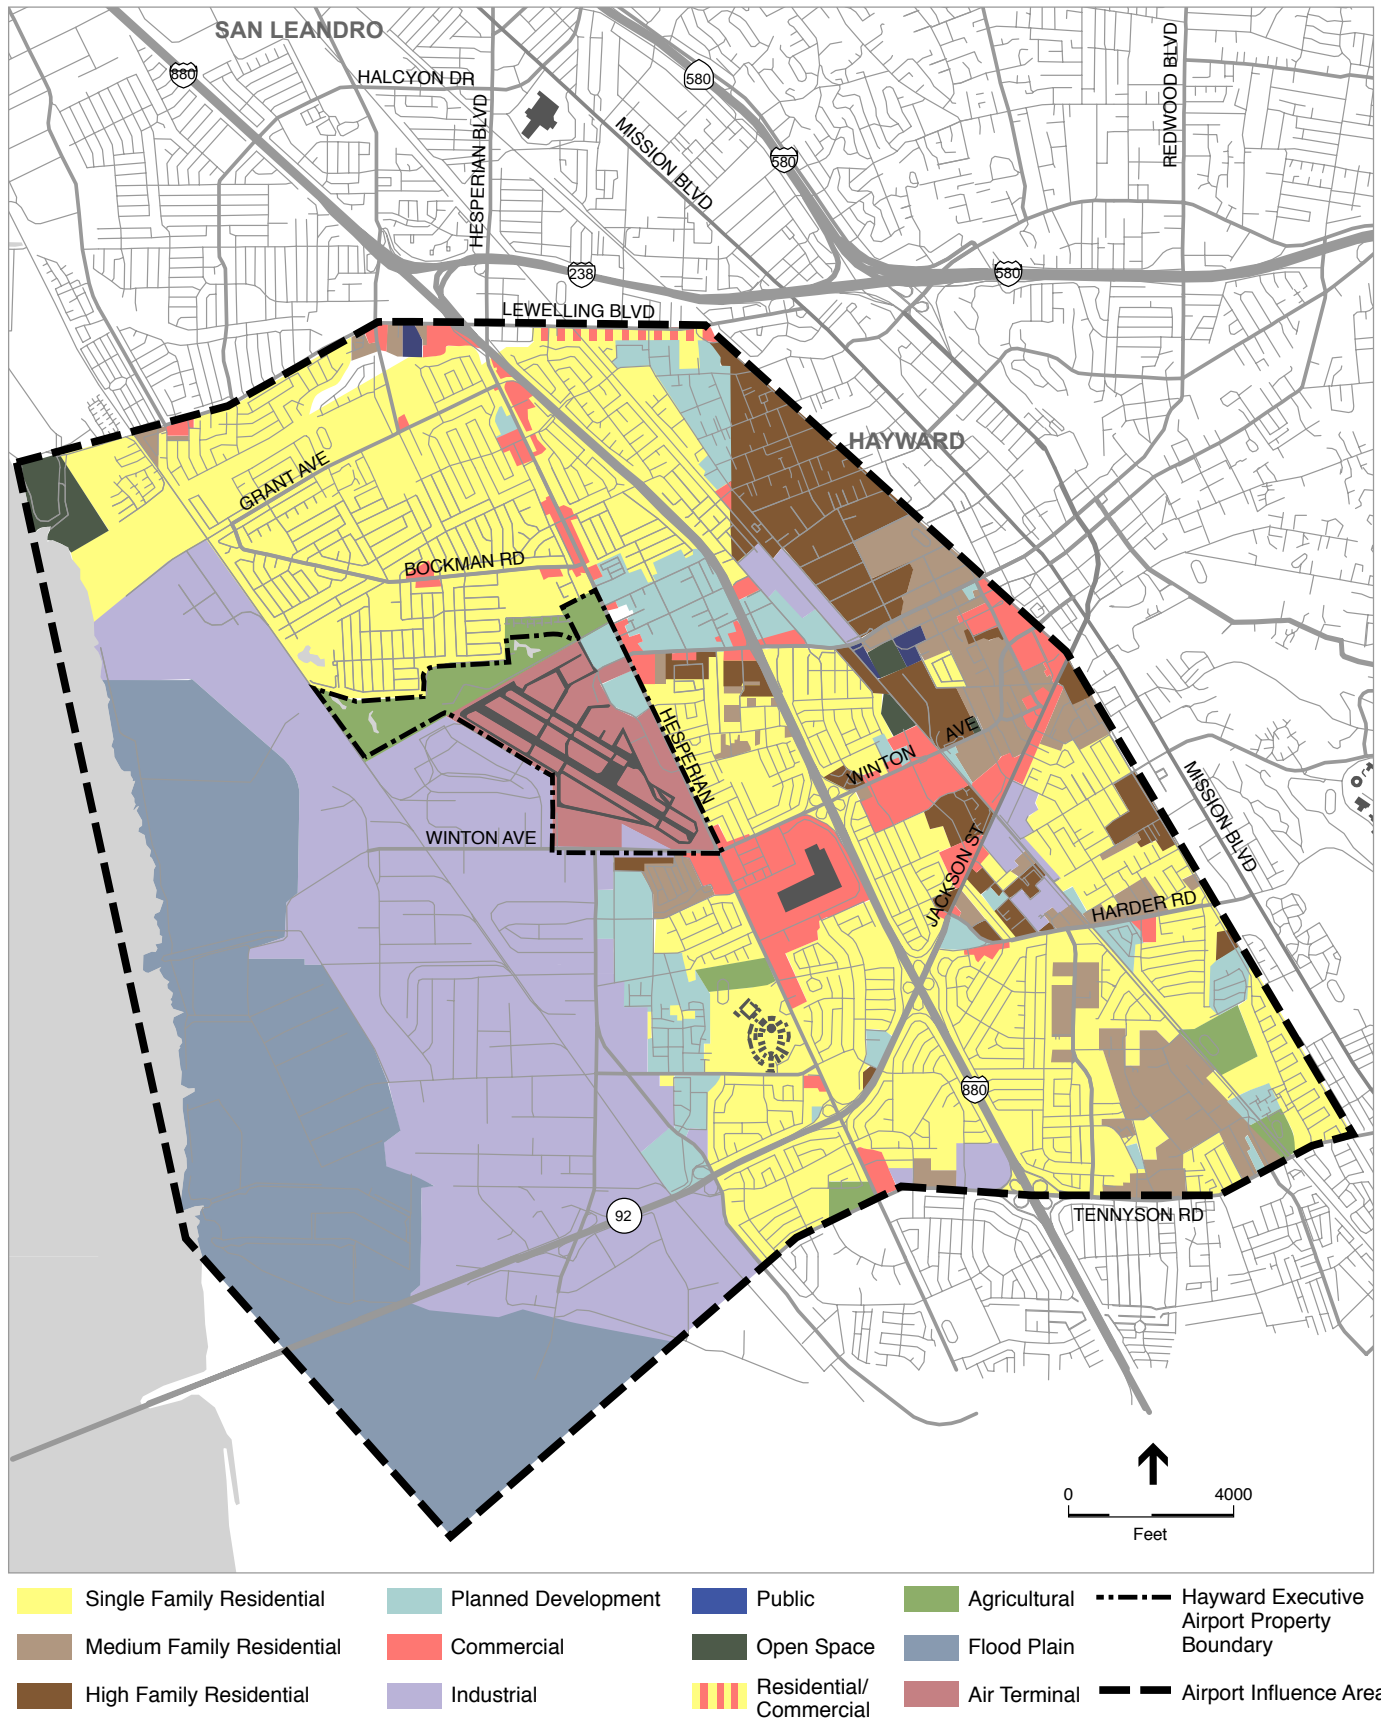 SAN LEANDRO
880
HALCYON DR
HESPERIAN BLVD
MISSION BLVD
580
580
REDWOOD BLVD
238
580
LEWELLING BLVD
HAYWARD
GRANT AVE
BOCKMAN RD
HESPERIAN
WINTON AVE
WINTON AVE
JACKSON ST
MISSION BLVD
HARDER RD
880
92
TENNYSON RD
0 4000
Feet
Single Family Residential
Medium Family Residential
High Family Residential
Planned Development
Commercial
Industrial
Public
Open Space
Residential/
Commercial
Agricultural
Flood Plain
Air Terminal
Hayward Executive
Airport Property
Boundary
Airport Influence Area